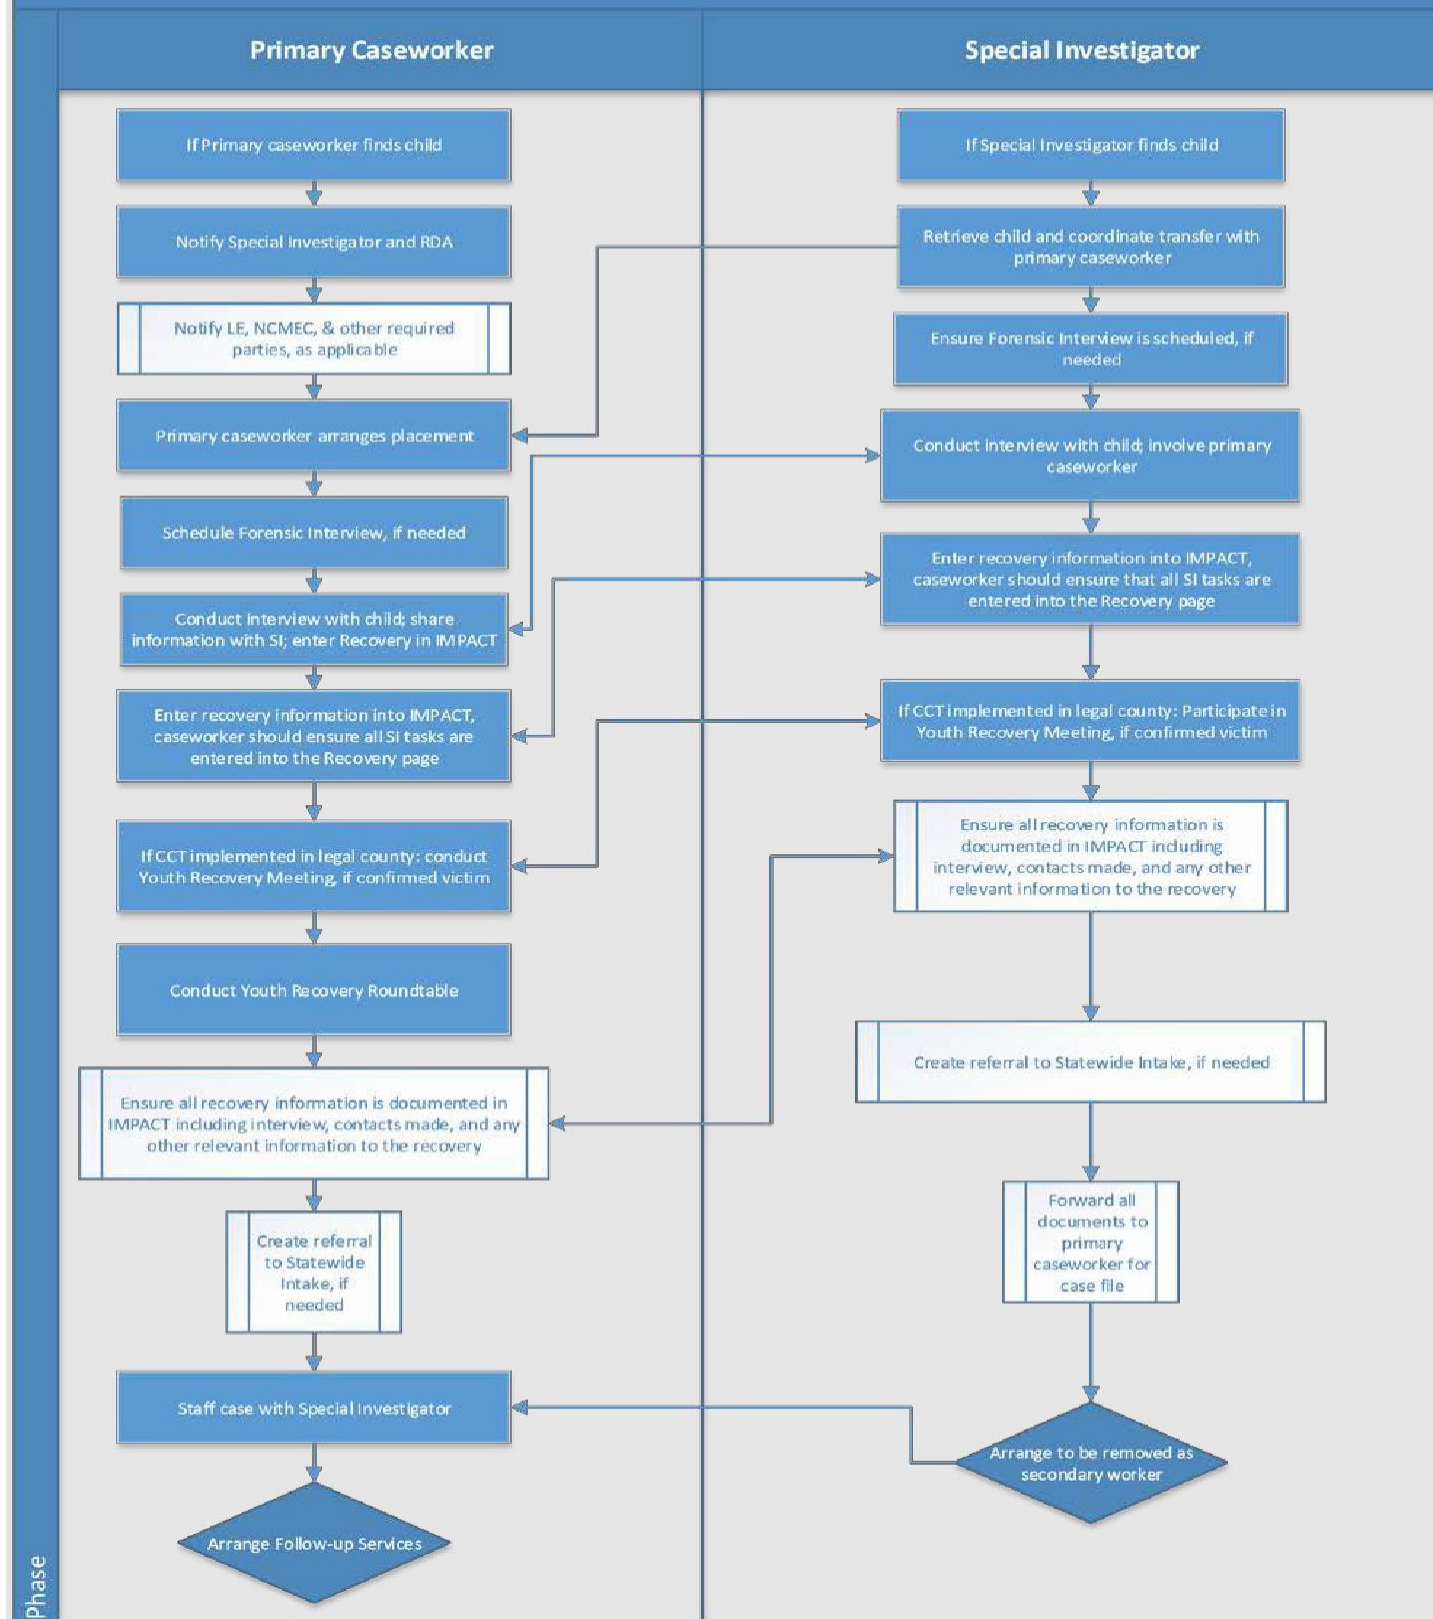 Primary Caseworker
Special Investigator
If Primary caseworker finds child
Notify Special Investigator and RDA
Notify LE, NCMEC, & other required
parties, as applicable
Primary caseworker arranges placement
Schedule Forensic Interview, if needed
Conduct interview with child; share
information with SI; enter Recovery in IMPACT
Enter recovery information into IMPACT,
caseworker should ensure all SI tasks are
entered into the Recovery page
If CCT implemented in legal county: conduct
Youth Recovery Meeting, if confirmed victim
Conduct Youth Recovery Roundtable
Ensure all recovery information is documented in
IMPACT including interview, contacts made, and any
other relevant information to the recovery
Create referral
to Statewide
Intake, if
needed
Staff case with Special Investigator
Arrange Follow-up Services
If Special Investigator finds child
Retrieve child and coordinate transfer with
primary caseworker
Ensure Forensic Interview is scheduled, if
needed
Conduct interview with child; involve primary
caseworker
Enter recovery information into IMPACT,
caseworker should ensure that all SI tasks are
entered into the Recovery page
If CCT implemented in legal county: Participate in
Youth Recovery Meeting, if confirmed victim
Ensure all recovery information is
documented in IMPACT including
interview, contacts made, and any other
relevant information to the recovery
Create referral to Statewide Intake, if needed
Forward all
documents to
primary
caseworker for
case file
Arrange to be removed as
secondary worker
Phase